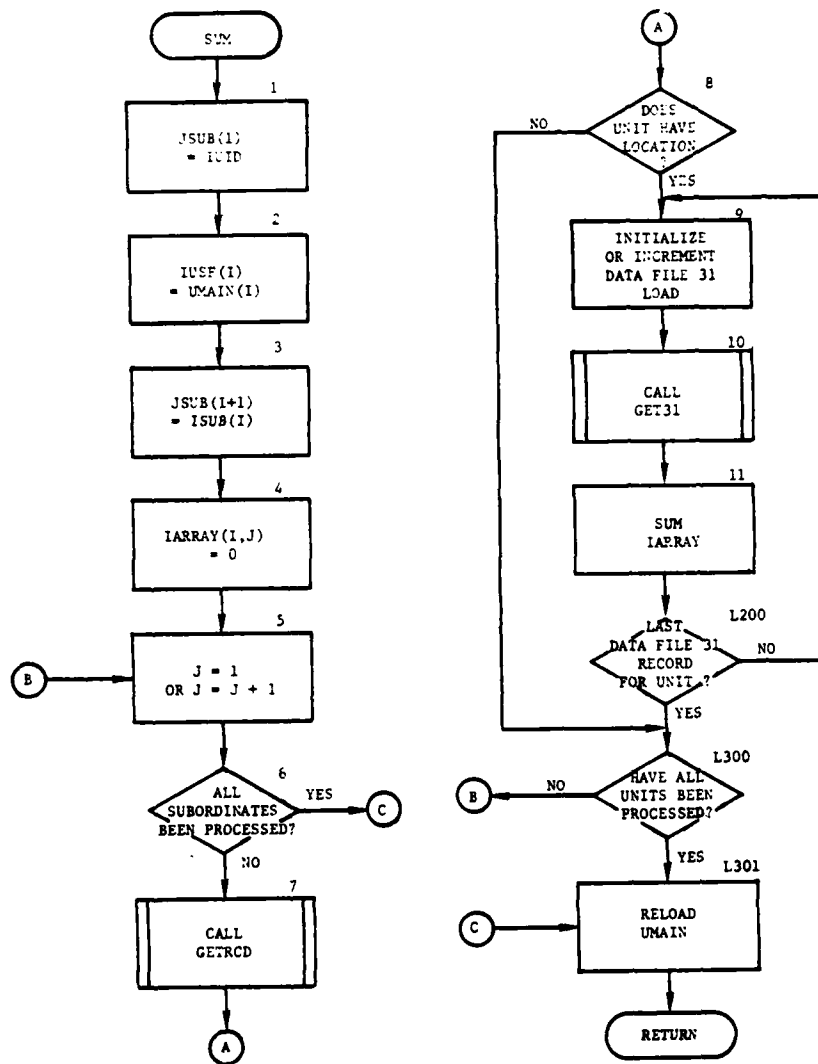 SUM
1
JSUB(1)
= IUID
2
IUSF(I)
= UMAIN(I)
3
JSUB(I+1)
= ISUB(I)
4
IARRAY(I,J)
= 0
5
B
J = 1
OR J = J + 1
6
ALL
SUBORDINATES
BEEN PROCESSED?
YES
C
NO
7
CALL
GETRCD
A
A
8
DOES
UNIT HAVE
LOCATION
?
NO
YES
9
INITIALIZE
OR INCREMENT
DATA FILE 31
LOAD
10
CALL
GET31
11
SUM
IARRAY
L200
LAST
DATA FILE 31
RECORD
FOR UNIT ?
NO
YES
L300
HAVE ALL
UNITS BEEN
PROCESSED?
NO
B
YES
L301
C
RELOAD
UMAIN
RETURN